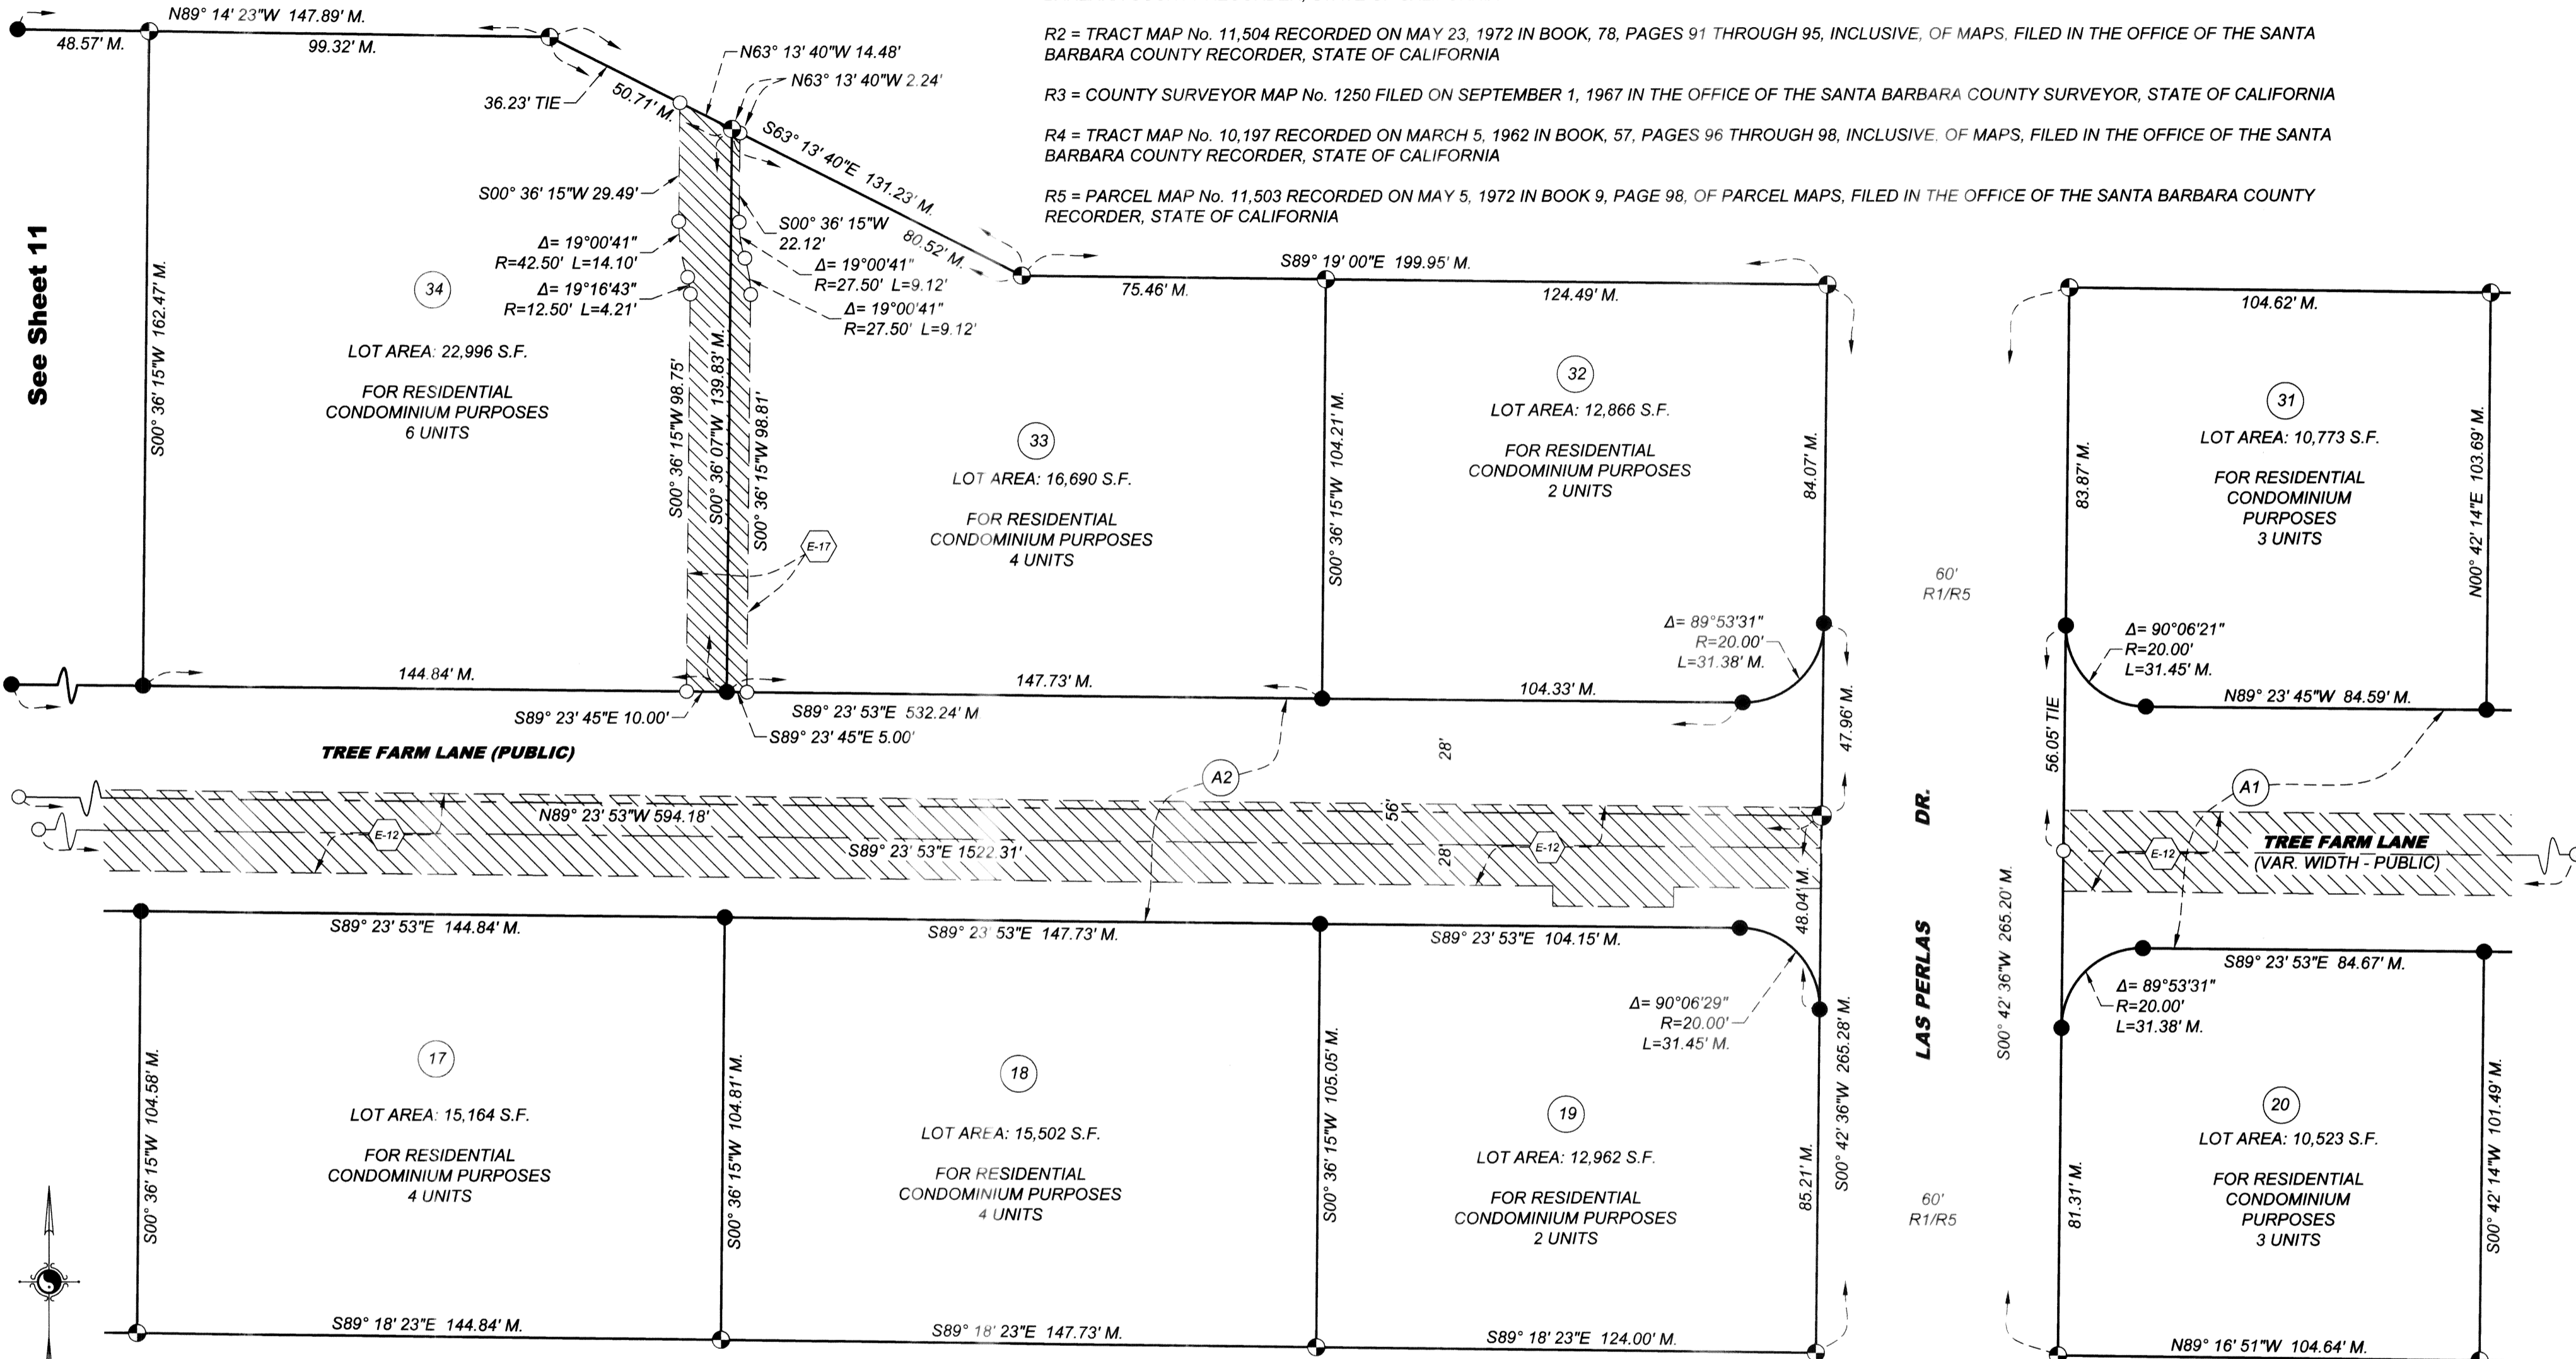 R2 = TRACT MAP No. 11,504 RECORDED ON MAY 23, 1972 IN BOOK, 78, PAGES 91 THROUGH 95, INCLUSIVE, OF MAPS, FILED IN THE OFFICE OF THE SANTA
BARBARA COUNTY RECORDER, STATE OF CALIFORNIA
R3 = COUNTY SURVEYOR MAP No. 1250 FILED ON SEPTEMBER 1, 1967 IN THE OFFICE OF THE SANTA BARBARA COUNTY SURVEYOR, STATE OF CALIFORNIA
R4 = TRACT MAP No. 10,197 RECORDED ON MARCH 5, 1962 IN BOOK, 57, PAGES 96 THROUGH 98, INCLUSIVE, OF MAPS, FILED IN THE OFFICE OF THE SANTA
BARBARA COUNTY RECORDER, STATE OF CALIFORNIA
R5 = PARCEL MAP No. 11,503 RECORDED ON MAY 5, 1972 IN BOOK 9, PAGE 98, OF PARCEL MAPS, FILED IN THE OFFICE OF THE SANTA BARBARA COUNTY
RECORDER, STATE OF CALIFORNIA
N89° 14' 23"W 147.89' M.
48.57' M.
99.32' M.
N63° 13' 40"W 14.48'
N63° 13' 40"W 2.24'
36.23' TIE
50.71' M.
S63° 13' 40"E 131.23' M.
80.52' M.
See Sheet 11
S00° 36' 15"W 162.47' M.
S00° 36' 15"W 29.49'
Δ= 19°00'41"
R=42.50' L=14.10'
Δ= 19°16'43"
R=12.50' L=4.21'
S00° 36' 15"W
22.12'
Δ= 19°00'41"
R=27.50' L=9.12'
Δ= 19°00'41"
R=27.50' L=9.12'
34
LOT AREA: 22,996 S.F.
FOR RESIDENTIAL
CONDOMINIUM PURPOSES
6 UNITS
S00° 36' 15"W 98.75'
S00° 36' 07"W 139.83' M.
S00° 36' 15"W 98.81'
E-17
33
LOT AREA: 16,690 S.F.
FOR RESIDENTIAL
CONDOMINIUM PURPOSES
4 UNITS
S89° 19' 00"E 199.95' M.
75.46' M.
124.49' M.
S00° 36' 15"W 104.21' M.
32
LOT AREA: 12,866 S.F.
FOR RESIDENTIAL
CONDOMINIUM PURPOSES
2 UNITS
84.07' M.
Δ= 89°53'31"
R=20.00'
L=31.38' M.
60'
R1/R5
104.62' M.
83.87' M.
31
LOT AREA: 10,773 S.F.
FOR RESIDENTIAL
CONDOMINIUM
PURPOSES
3 UNITS
N00° 42' 14"E 103.69' M.
Δ= 90°06'21"
R=20.00'
L=31.45' M.
N89° 23' 45"W 84.59' M.
144.84' M.
147.73' M.
104.33' M.
S89° 23' 45"E 10.00'
S89° 23' 53"E 532.24' M
S89° 23' 45"E 5.00'
47.96' M.
56.05' TIE
TREE FARM LANE (PUBLIC)
A2
28'
56'
28'
A1
N89° 23' 53"W 594.18'
E-12
S89° 23' 53"E 1522.31'
E-12
E-12
TREE FARM LANE
(VAR. WIDTH - PUBLIC)
48.04' M.
LAS PERLAS DR.
S00° 42' 36"W 265.20' M.
S00° 42' 36"W 265.28' M.
S89° 23' 53"E 144.84' M.
S89° 23' 53"E 147.73' M.
S89° 23' 53"E 104.15' M.
S89° 23' 53"E 84.67' M.
Δ= 90°06'29"
R=20.00'
L=31.45' M.
Δ= 89°53'31"
R=20.00'
L=31.38' M.
S00° 36' 15"W 104.58' M.
17
LOT AREA: 15,164 S.F.
FOR RESIDENTIAL
CONDOMINIUM PURPOSES
4 UNITS
S00° 36' 15"W 104.81' M.
18
LOT AREA: 15,502 S.F.
FOR RESIDENTIAL
CONDOMINIUM PURPOSES
4 UNITS
S00° 36' 15"W 105.05' M.
19
LOT AREA: 12,962 S.F.
FOR RESIDENTIAL
CONDOMINIUM PURPOSES
2 UNITS
85.21' M.
60'
R1/R5
81.31' M.
20
LOT AREA: 10,523 S.F.
FOR RESIDENTIAL
CONDOMINIUM
PURPOSES
3 UNITS
S00° 42' 14"W 101.49' M.
S89° 18' 23"E 144.84' M.
S89° 18' 23"E 147.73' M.
S89° 18' 23"E 124.00' M.
N89° 16' 51"W 104.64' M.